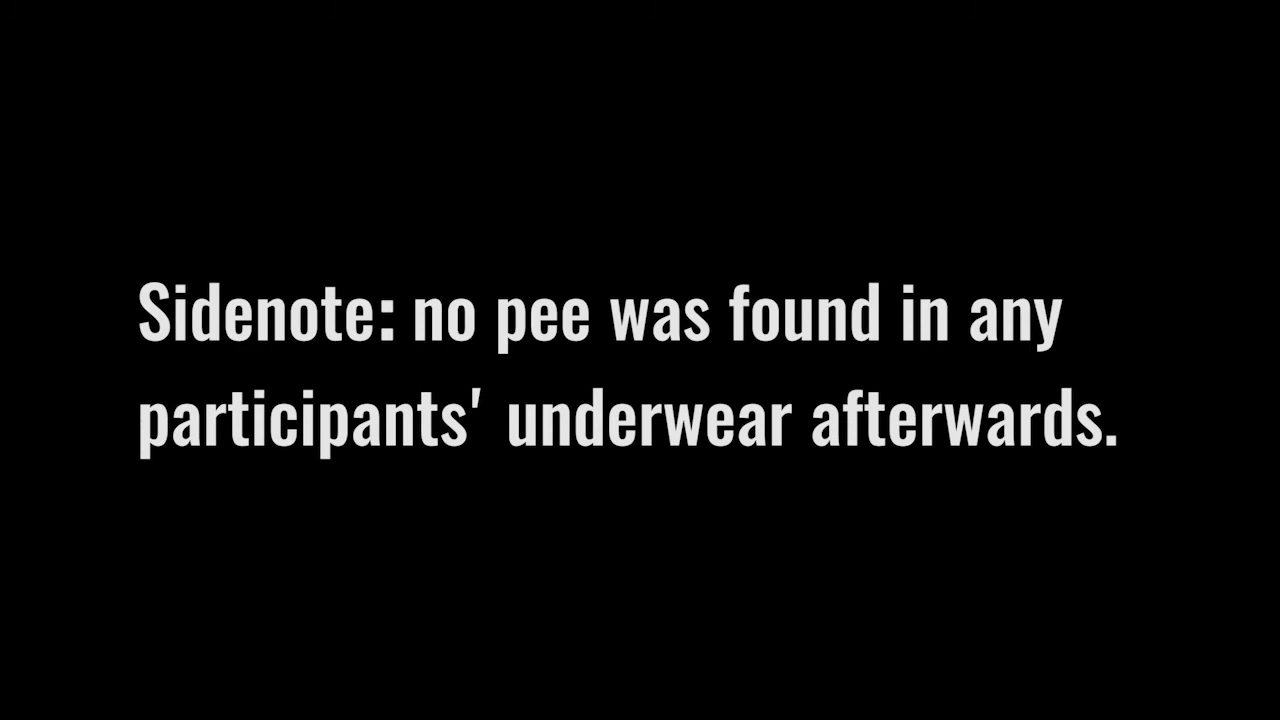 Sidenote: no pee was found in any
participants' underwear afterwards.